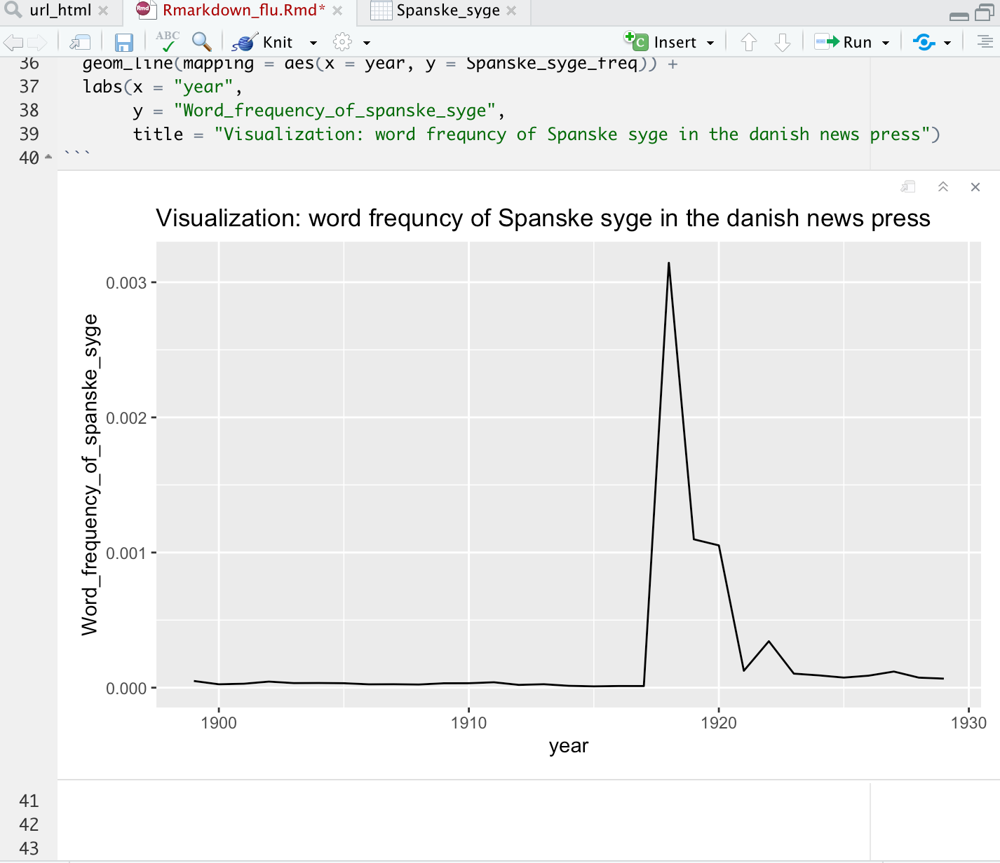 url_html
Rmarkdown_flu.Rmd*
Spanske_syge
ABC
Knit
Insert
Run
36 geom_line(mapping = aes(x = year, y = Spanske_syge_freq)) +
37 labs(x = "year",
38 y = "Word_frequency_of_spanske_syge",
39 title = "Visualization: word frequncy of Spanske syge in the danish news press")
40 ```
Visualization: word frequncy of Spanske syge in the danish news press
Word_frequency_of_spanske_syge
0.003
0.002
0.001
0.000
1900 1910 1920 1930
year
41
42
43